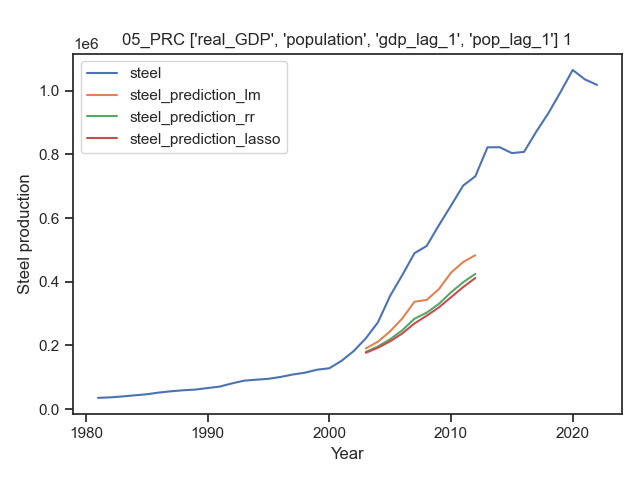 05_PRC ['real_GDP', 'population', 'gdp_lag_1', 'pop_lag_1'] 1
1e6
steel
steel_prediction_lm
steel_prediction_rr
steel_prediction_lasso
Steel production
1.0
0.8
0.6
0.4
0.2
0.0
1980 1990 2000 2010 2020
Year